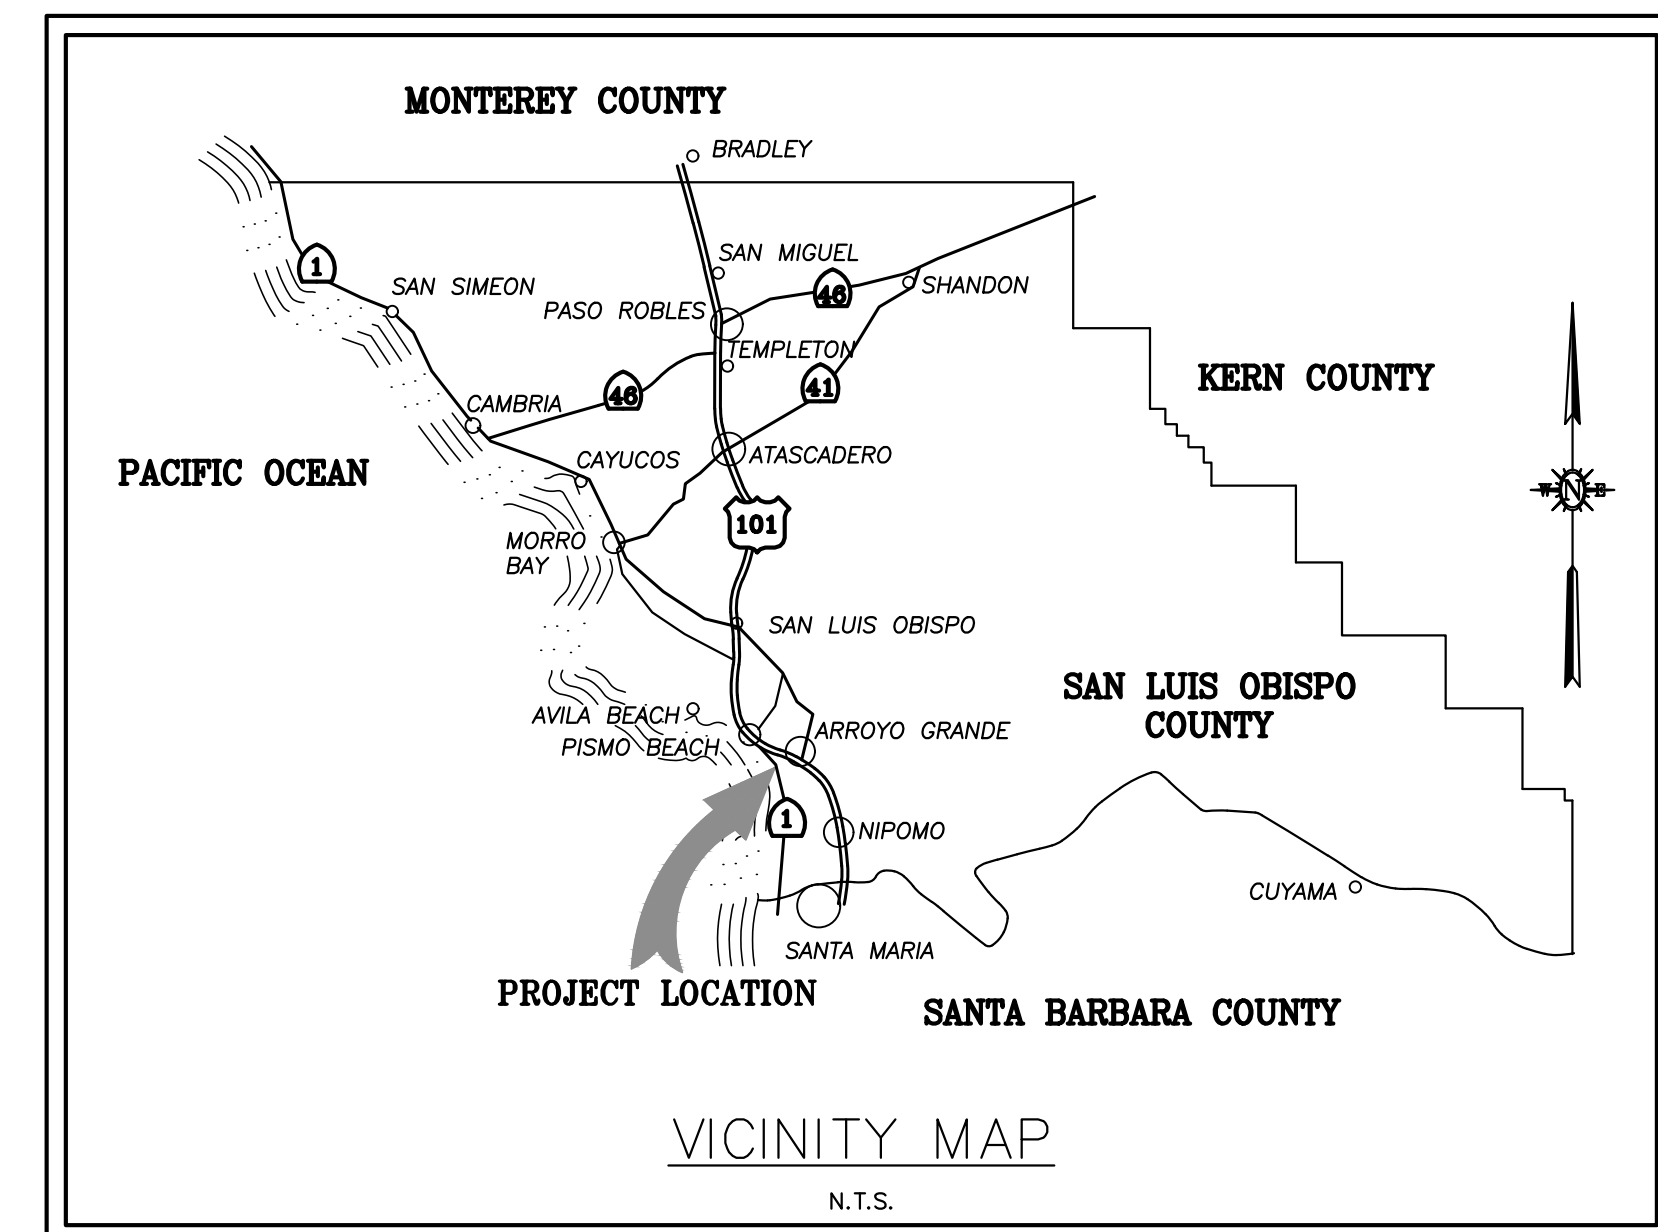 MONTEREY COUNTY
BRADLEY
SAN MIGUEL
1
SAN SIMEON
46
SHANDON
PASO ROBLES
TEMPLETON
KERN COUNTY
46
41
CAMBRIA
ATASCADERO
CAYUCOS
PACIFIC OCEAN
W N E
101
MORRO
BAY
SAN LUIS OBISPO
SAN LUIS OBISPO
COUNTY
AVILA BEACH
ARROYO GRANDE
PISMO BEACH
1
NIPOMO
CUYAMA
SANTA MARIA
PROJECT LOCATION
SANTA BARBARA COUNTY
VICINITY MAP
N.T.S.